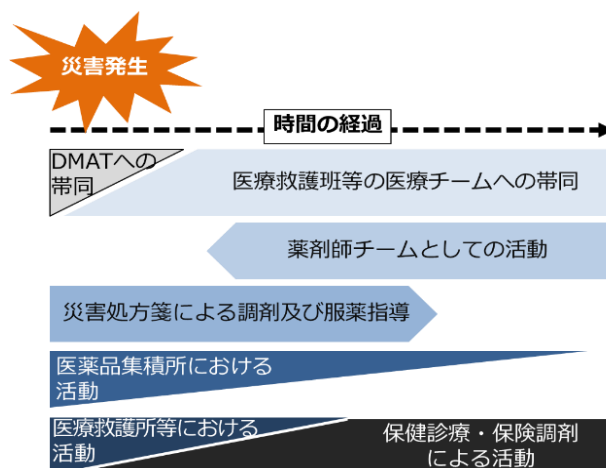 災害発生
時間の経過
DMATへの
帯同
医療救護班等の医療チームへの帯同
薬剤師チームとしての活動
災害処方箋による調剤及び服薬指導
医薬品集積所における
活動
医療救護所等における
活動
保健診療・保険調剤
による活動